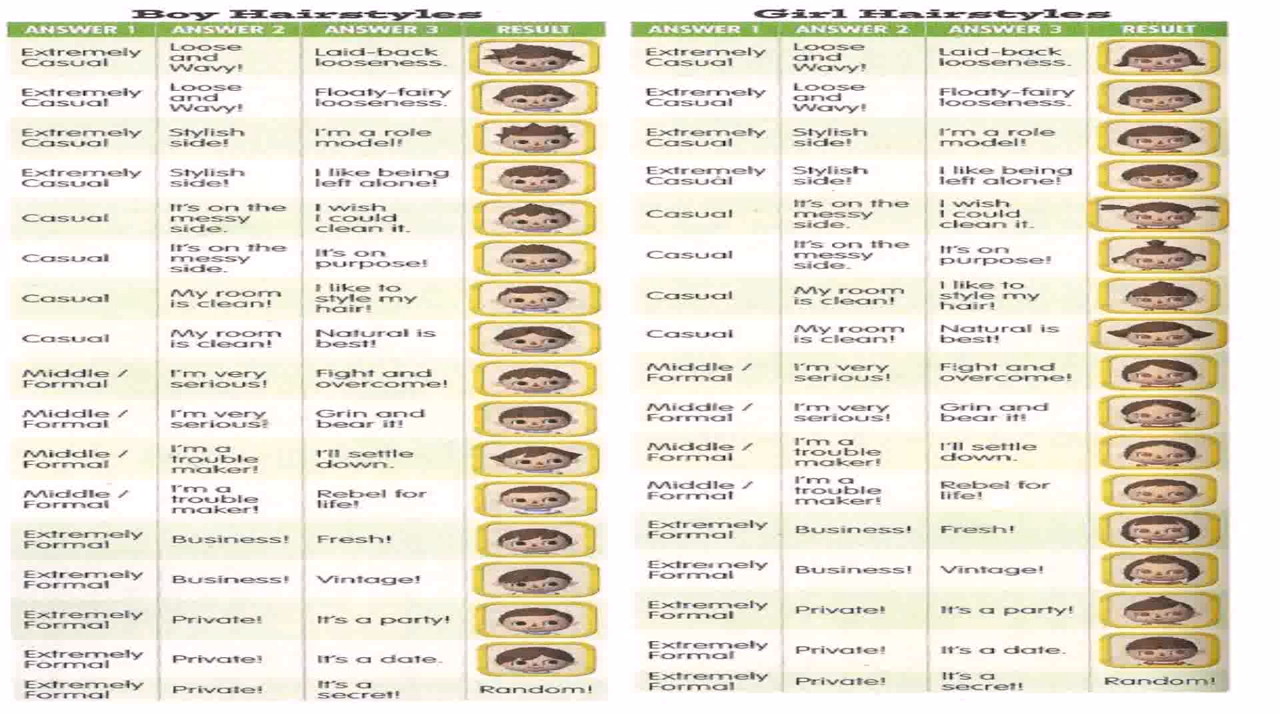 Boy Hairstyles
ANSWER 1 ANSWER 2 ANSWER 3 RESULT
Extremely Casual Loose and Wavy! Laid-back looseness.
Extremely Casual Loose and Wavy! Floaty-fairy looseness.
Extremely Casual Stylish side! I'm a role model!
Extremely Casual Stylish side! I like being left alone!
Casual It's on the messy side. I wish I could clean it.
Casual It's on the messy side. It's on purpose!
Casual My room is clean! I like to style my hair!
Casual My room is clean! Natural is best!
Middle / Formal I'm very serious! Fight and overcome!
Middle / Formal I'm very serious! Grin and bear it!
Middle / Formal I'm a trouble maker! I'll settle down.
Middle / Formal I'm a trouble maker! Rebel for life!
Extremely Formal Business! Fresh!
Extremely Formal Business! Vintage!
Extremely Formal Private! It's a party!
Extremely Formal Private! It's a date.
Extremely Formal Private! It's a secret! Random!
Girl Hairstyles
ANSWER 1 ANSWER 2 ANSWER 3 RESULT
Extremely Casual Loose and Wavy! Laid-back looseness.
Extremely Casual Loose and Wavy! Floaty-fairy looseness.
Extremely Casual Stylish side! I'm a role model!
Extremely Casual Stylish side! I like being left alone!
Casual It's on the messy side. I wish I could clean it.
Casual It's on the messy side. It's on purpose!
Casual My room is clean! I like to style my hair!
Casual My room is clean! Natural is best!
Middle / Formal I'm very serious! Fight and overcome!
Middle / Formal I'm very serious! Grin and bear it!
Middle / Formal I'm a trouble maker! I'll settle down.
Middle / Formal I'm a trouble maker! Rebel for life!
Extremely Formal Business! Fresh!
Extremely Formal Business! Vintage!
Extremely Formal Private! It's a party!
Extremely Formal Private! It's a date.
Extremely Formal Private! It's a secret! Random!